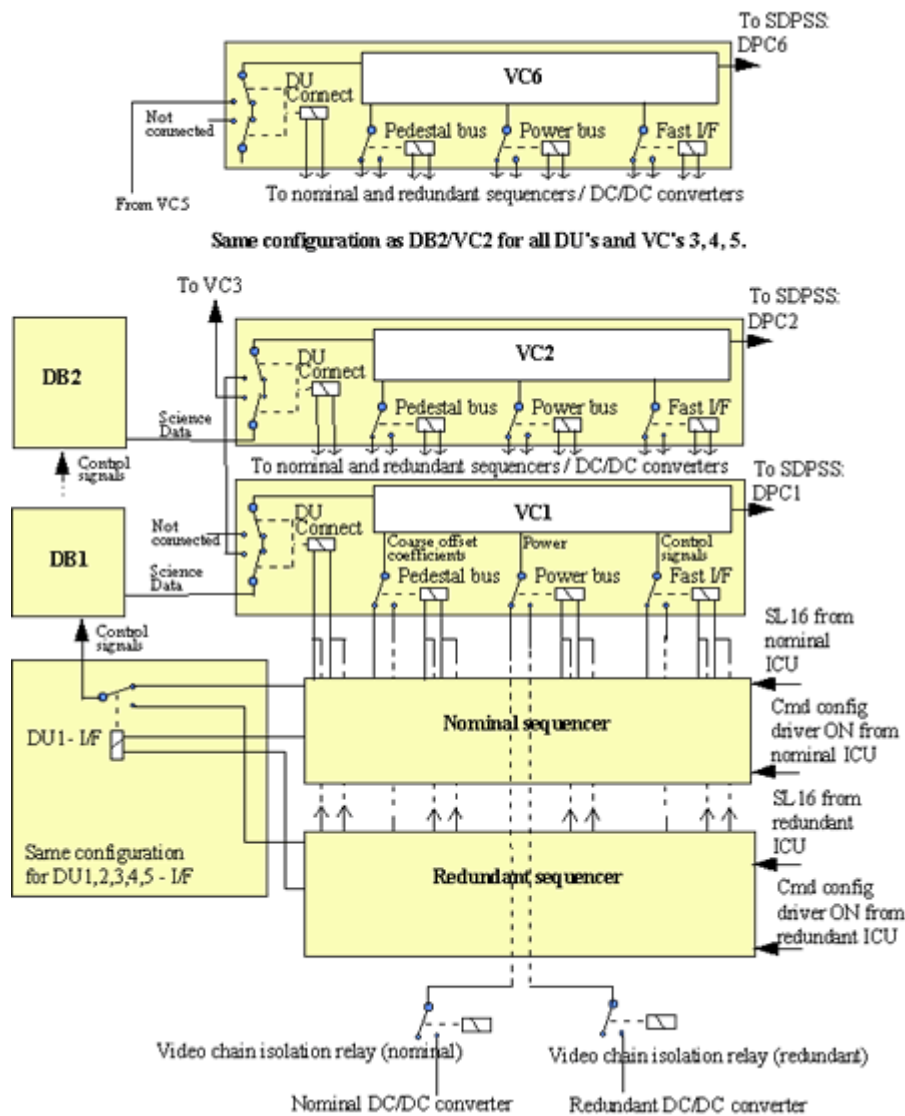 To SDPSS:
DPC6
VC6
DU
Connect
Not
connected
Pedestal bus
Power bus
Fast I/F
From VC5
To nominal and redundant sequencers / DC/DC converters
Same configuration as DB2/VC2 for all DU's and VC's 3, 4, 5.
To VC3
To SDPSS:
DPC2
VC2
DB2
DU
Connect
Science
Data
Pedestal bus
Power bus
Fast I/F
Control
signals
To nominal and redundant sequencers / DC/DC converters
To SDPSS:
DPC1
VC1
DU
Connect
Not
connected
DB1
Coarse offset
coefficients
Power
Control
signals
Science
Data
Pedestal bus
Power bus
Fast I/F
Control
signals
SL 16 from
nominal
ICU
Nominal sequencer
Cmd config
driver ON from
nominal ICU
DU1- I/F
SL 16 from
redundant
ICU
Same configuration
for DU1,2,3,4,5 - I/F
Redundant sequencer
Cmd config
driver ON from
redundant ICU
Video chain isolation relay (nominal)
Video chain isolation relay (redundant)
Nominal DC/DC converter
Redundant DC/DC converter